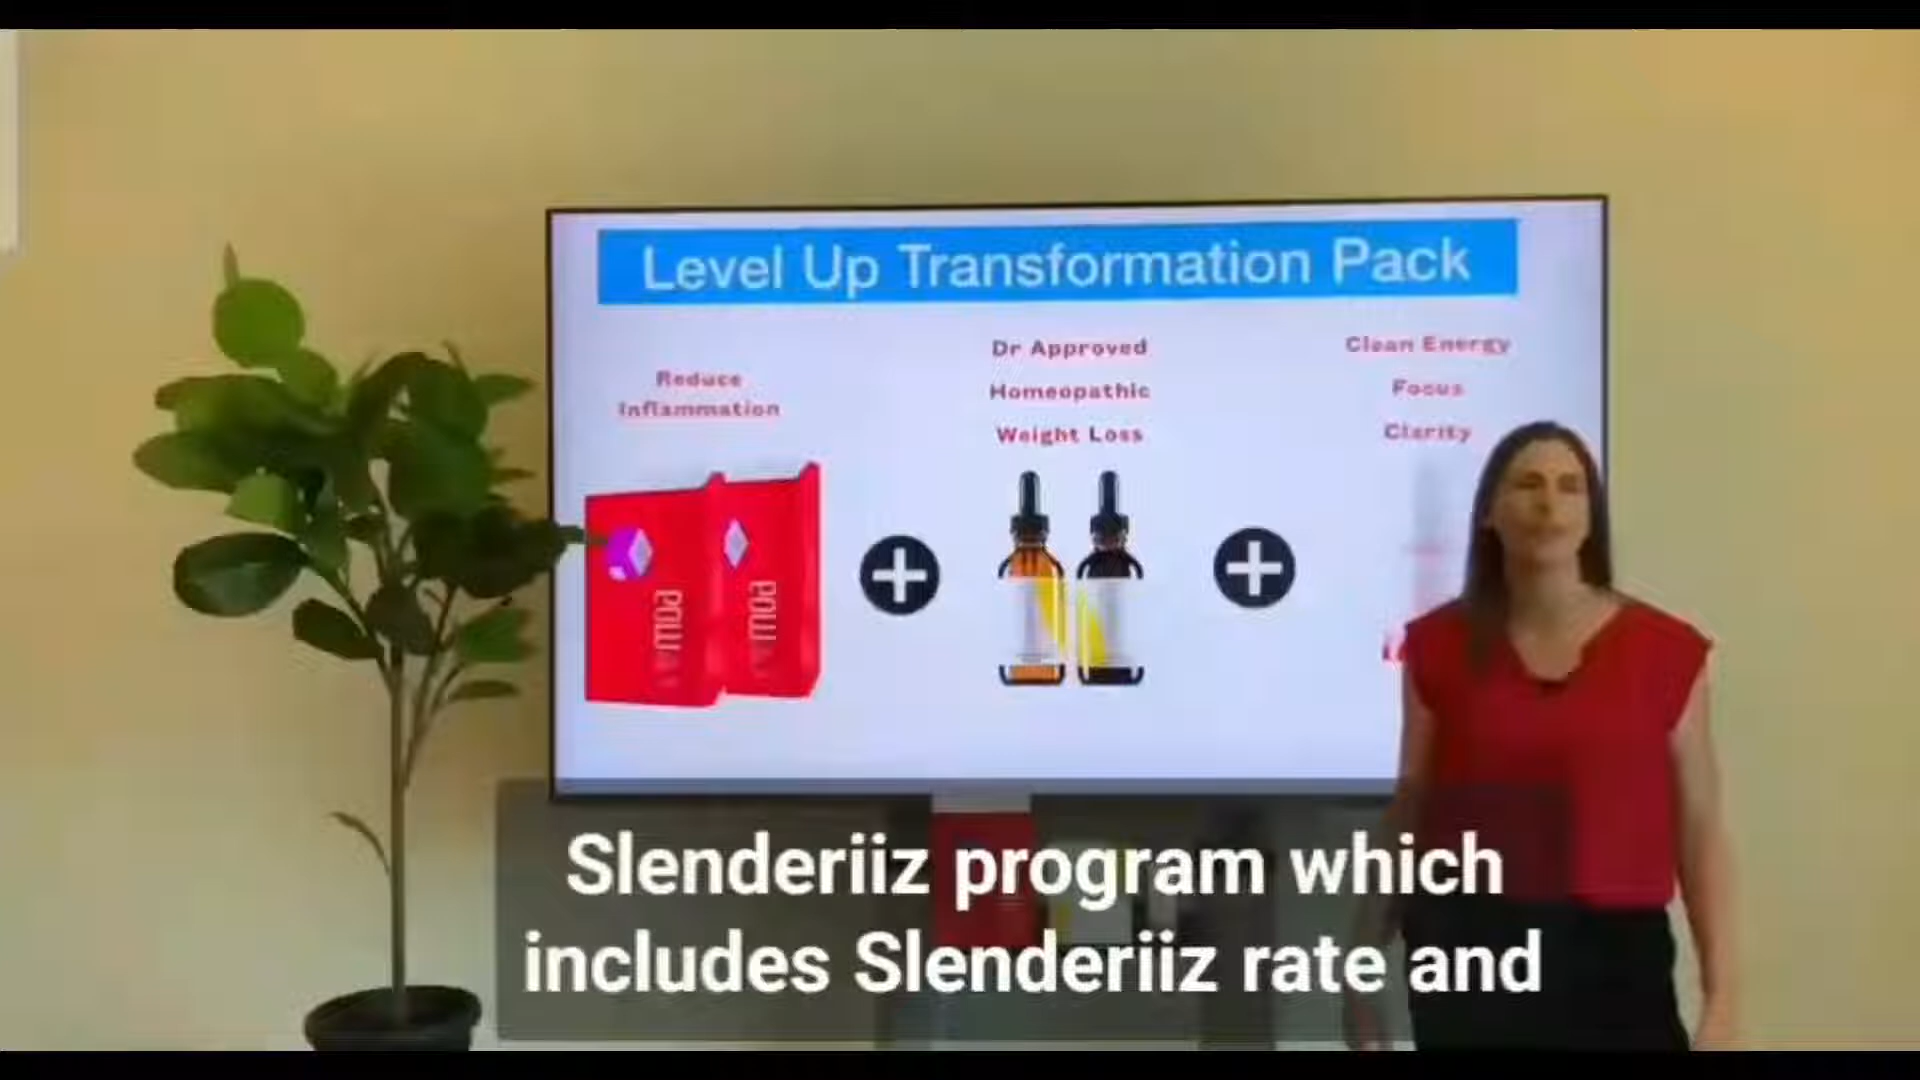 Level Up Transformation Pack
Reduce
Inflammation
Dr Approved
Homeopathic
Weight Loss
Clean Energy
Focus
Clarity
Slenderiiz program which
includes Slenderiiz rate and